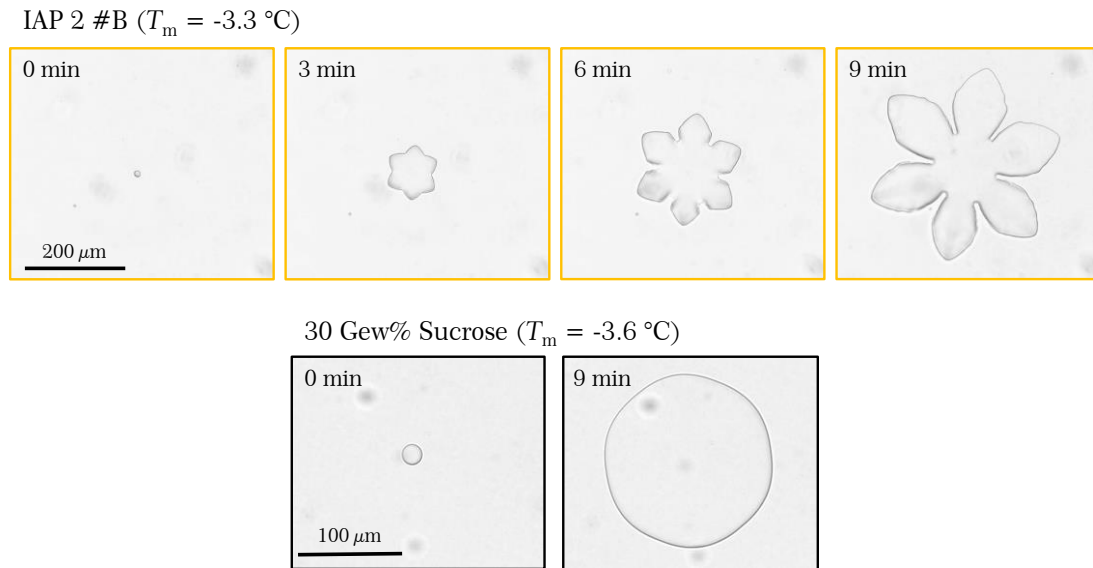 IAP 2 #B (Tm = -3.3 °C)
0 min
3 min
6 min
9 min
200 μm
30 Gew% Sucrose (Tm = -3.6 °C)
0 min
9 min
100 μm